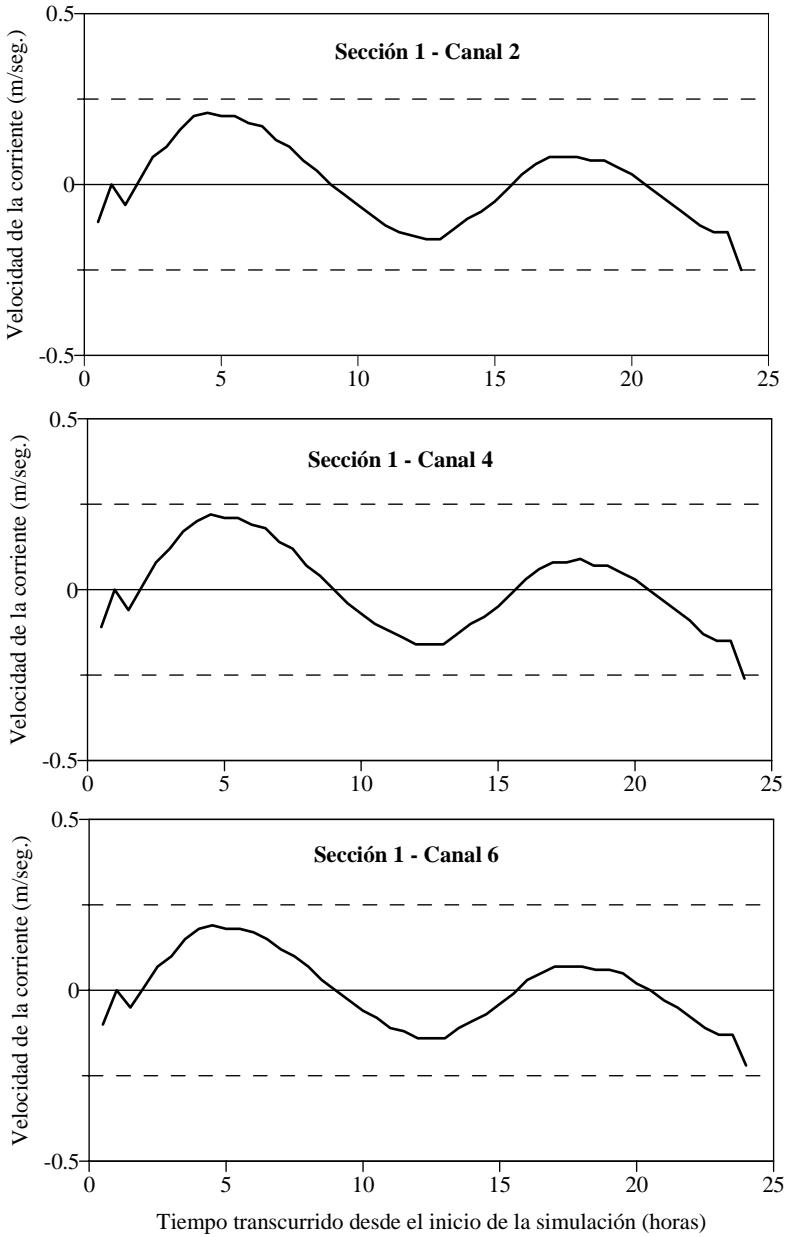 Sección 1 - Canal 2
Velocidad de la corriente (m/seg.)
0.5
0
-0.5
0 5 10 15 20 25
Sección 1 - Canal 4
Velocidad de la corriente (m/seg.)
0.5
0
-0.5
0 5 10 15 20 25
Sección 1 - Canal 6
Velocidad de la corriente (m/seg.)
0.5
0
-0.5
0 5 10 15 20 25
Tiempo transcurrido desde el inicio de la simulación (horas)